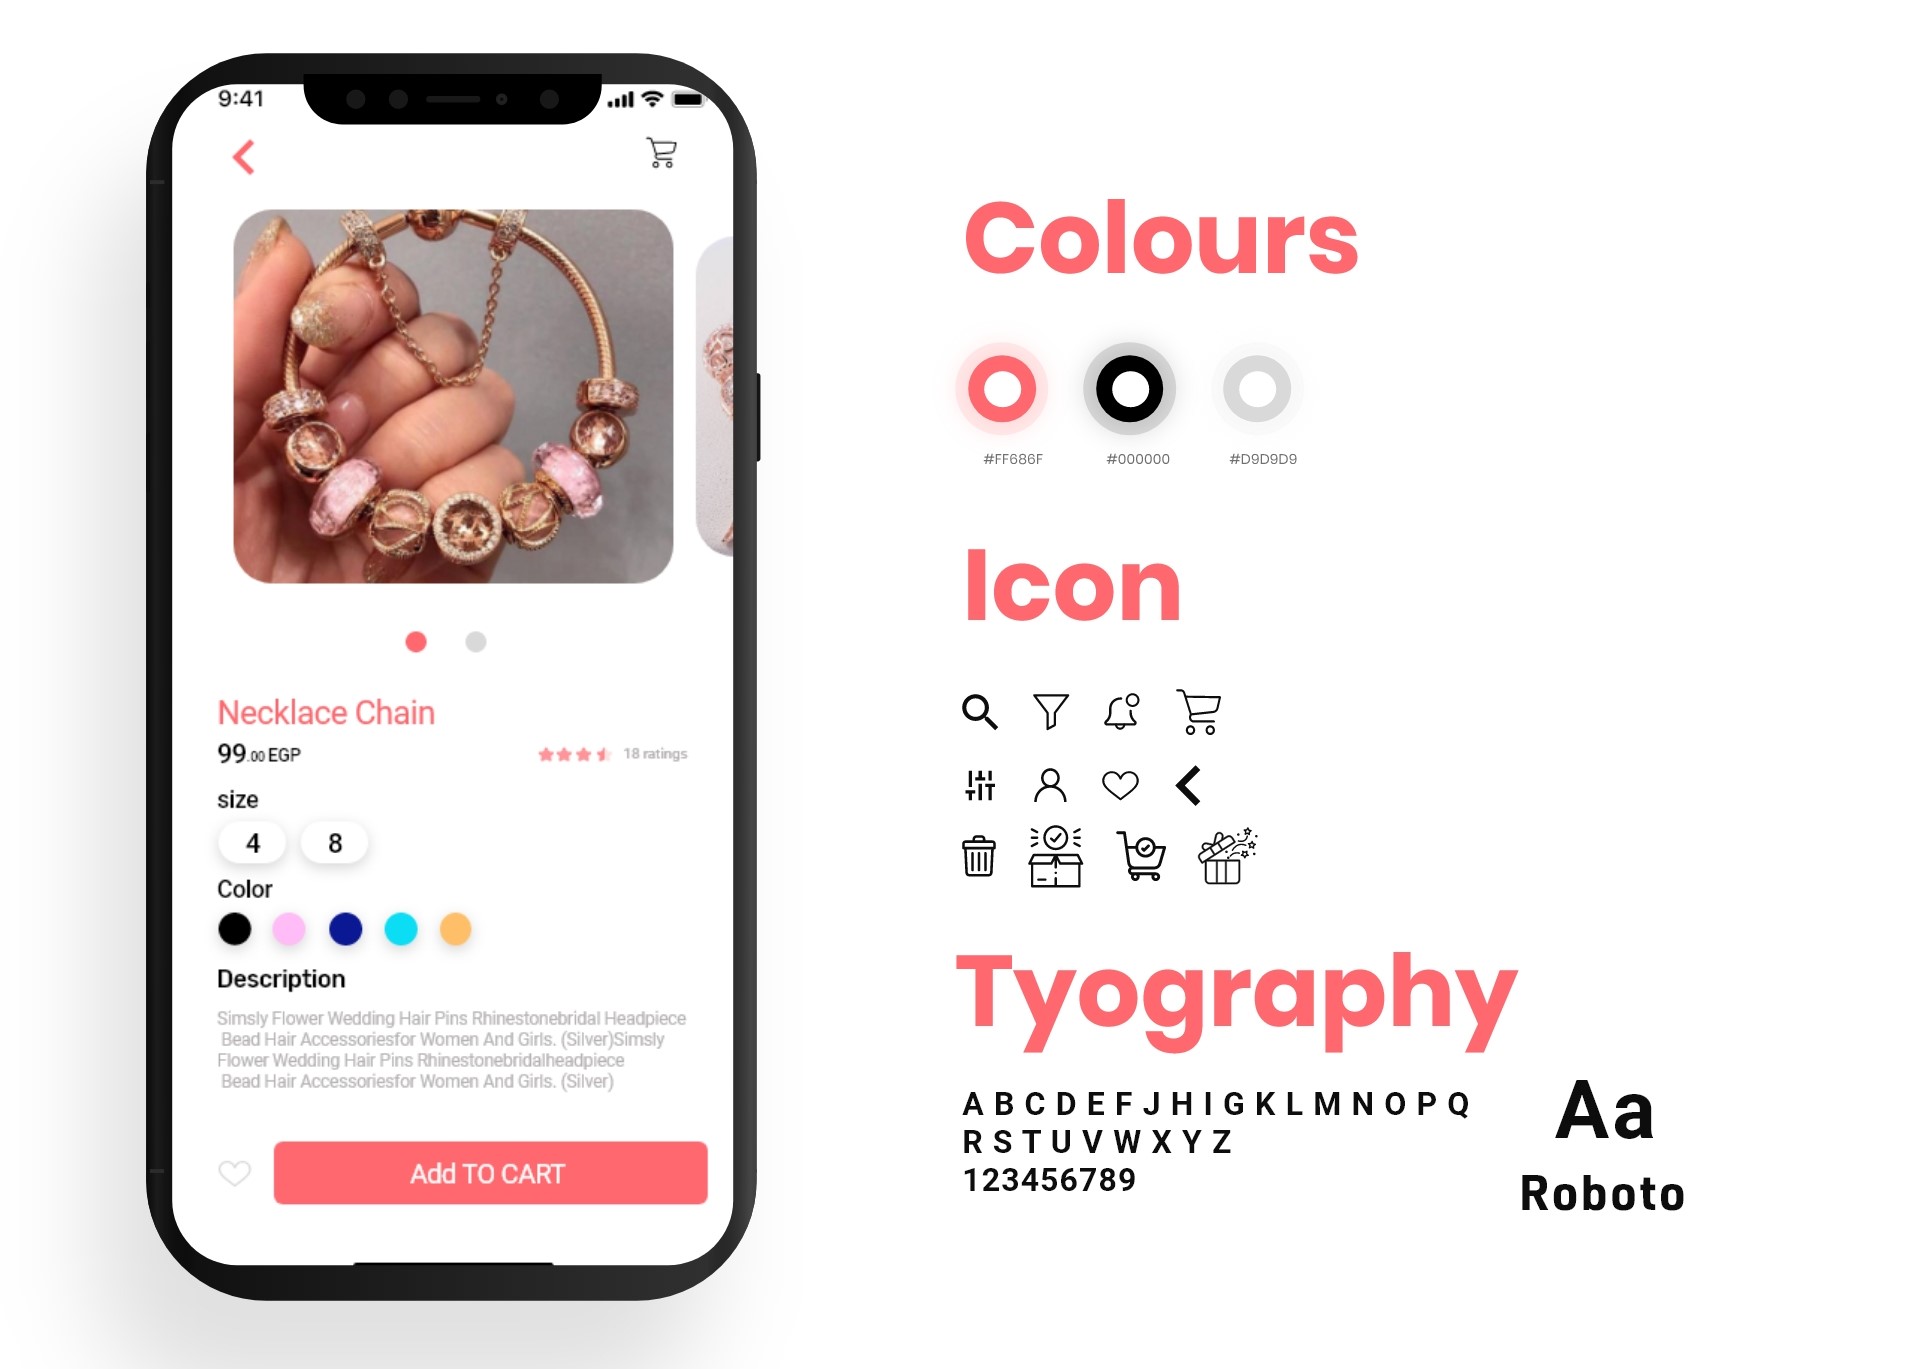 9:41
Necklace Chain
99.00 EGP
18 ratings
size
4 8
Color
Description
Simsly Flower Wedding Hair Pins Rhinestonebridal Headpiece
Bead Hair Accessoriesfor Women And Girls. (Silver)Simsly
Flower Wedding Hair Pins Rhinestonebridalheadpiece
Bead Hair Accessoriesfor Women And Girls. (Silver)
Add TO CART
Colours
#FF686F #000000 #D9D9D9
Icon
Tyography
A B C D E F J H I G K L M N O P Q
R S T U V W X Y Z
123456789
Aa
Roboto